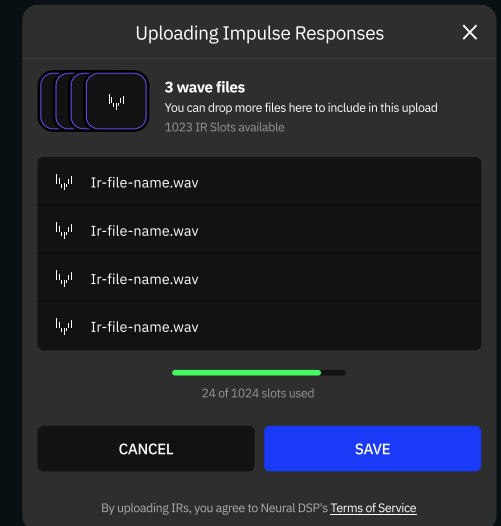 Uploading Impulse Responses
3 wave files
You can drop more files here to include in this upload
1023 IR Slots available
Ir-file-name.wav
Ir-file-name.wav
Ir-file-name.wav
Ir-file-name.wav
24 of 1024 slots used
CANCEL
SAVE
By uploading IRs, you agree to Neural DSP's Terms of Service